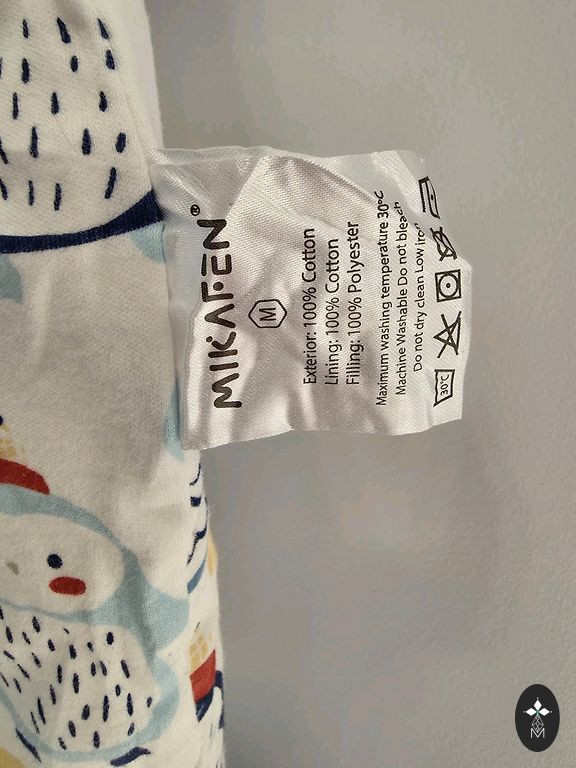 MIKAFEN®
M
Exterior: 100% Cotton
Lining: 100% Cotton
Filling: 100% Polyester
Maximum washing temperature 30°C
Machine Washable Do not bleach
Do not dry clean Low iron
30°C